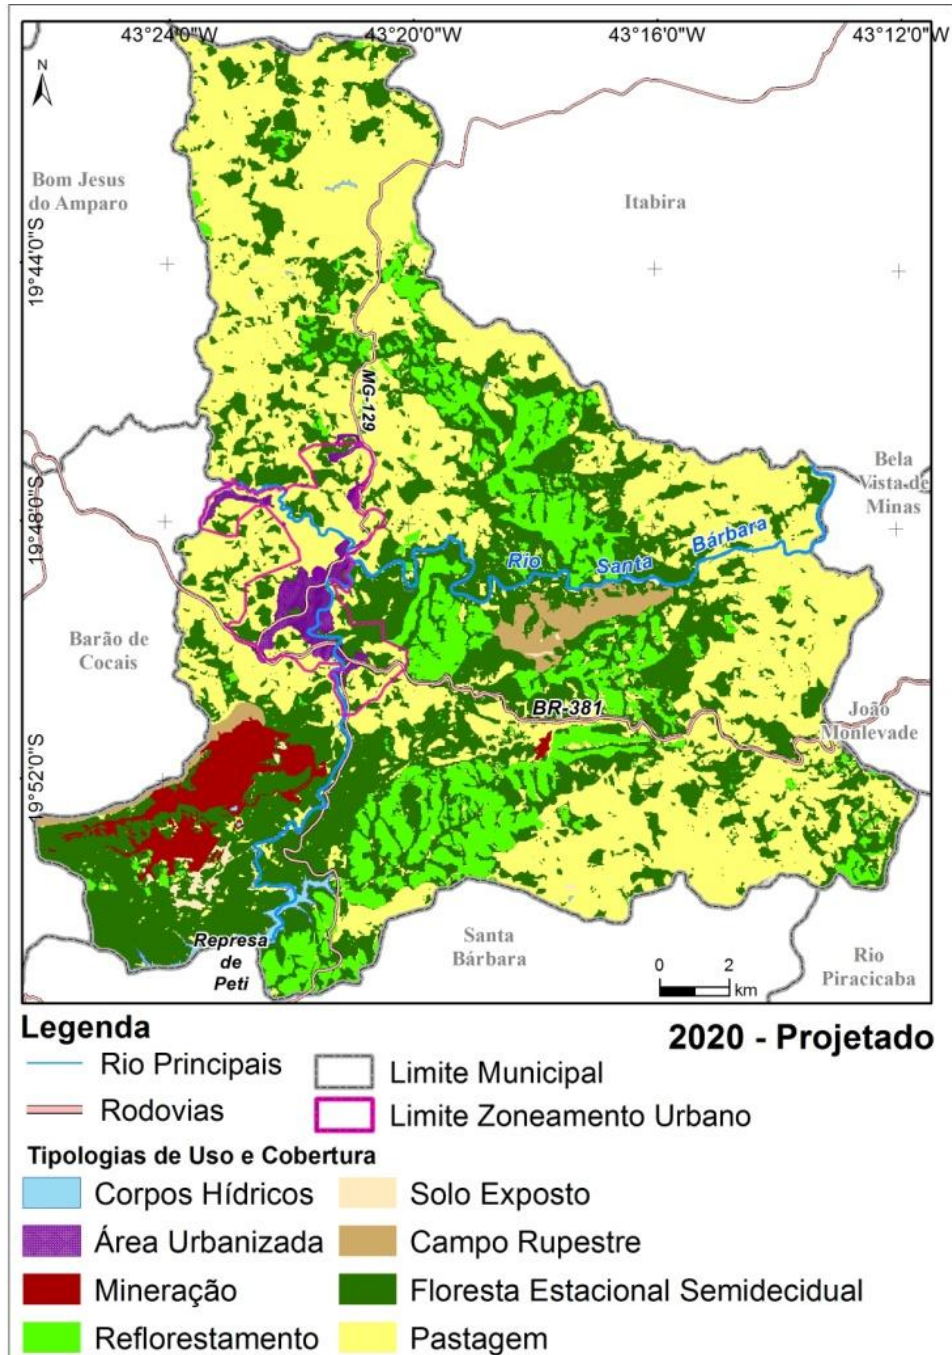 43°24'0"W 43°20'0"W 43°16'0"W 43°12'0"W
N
Bom Jesus
do Amparo
Itabira
19°44'0"S
MG-129
Bela
Vista de
Minas
19°48'0"S
Rio Santa Bárbara
Barão de
Cocais
BR-381
João
Monlevade
19°52'0"S
Represa
de
Peti
Santa
Bárbara
Rio
Piracicaba
0 2
km
Legenda
2020 - Projetado
Rio Principais
Limite Municipal
Rodovias
Limite Zoneamento Urbano
Tipologias de Uso e Cobertura
Corpos Hídricos
Solo Exposto
Área Urbanizada
Campo Rupestre
Mineração
Floresta Estacional Semidecidual
Reflorestamento
Pastagem